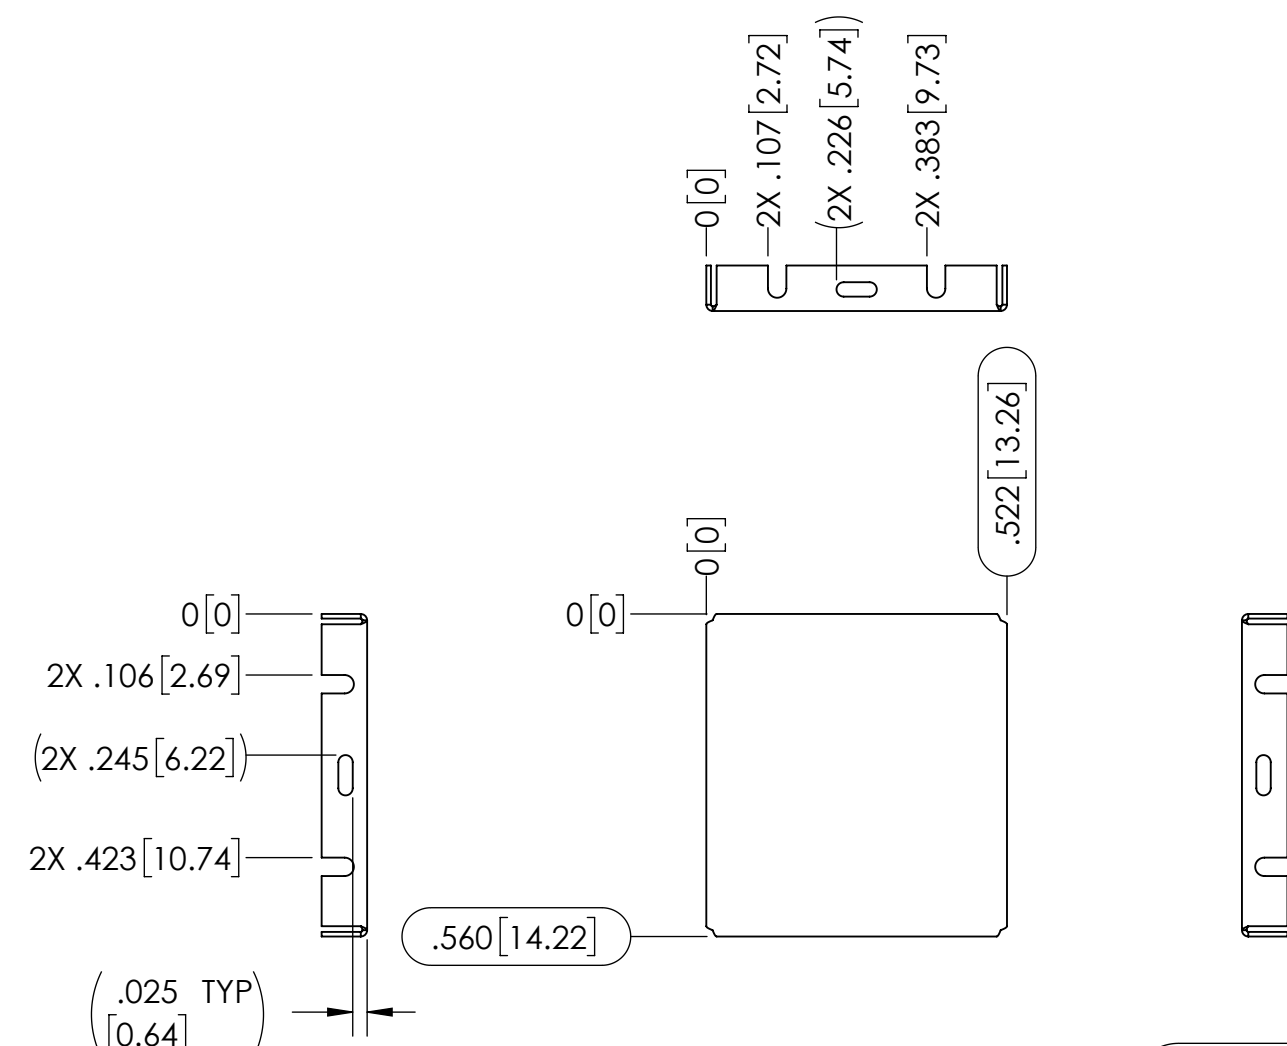 0[0]
2X .107[2.72]
(2X .226[5.74])
2X .383[9.73]
.522[13.26]
0[0]
0[0]
2X .106[2.69]
(2X .245[6.22])
2X .423[10.74]
0[0]
.560[14.22]
(.025 TYP
[0.64])